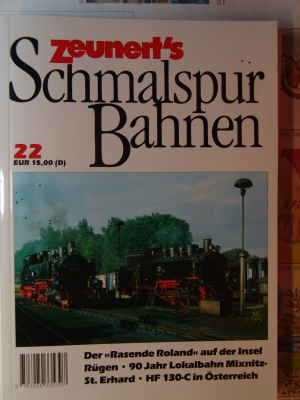 Zeunert's
Schmalspur
Bahnen
22
EUR 15,00 (D)
Der »Rasende Roland« auf der Insel
Rügen · 90 Jahr Lokalbahn Mixnitz-
St. Erhard · HF 130-C in Österreich